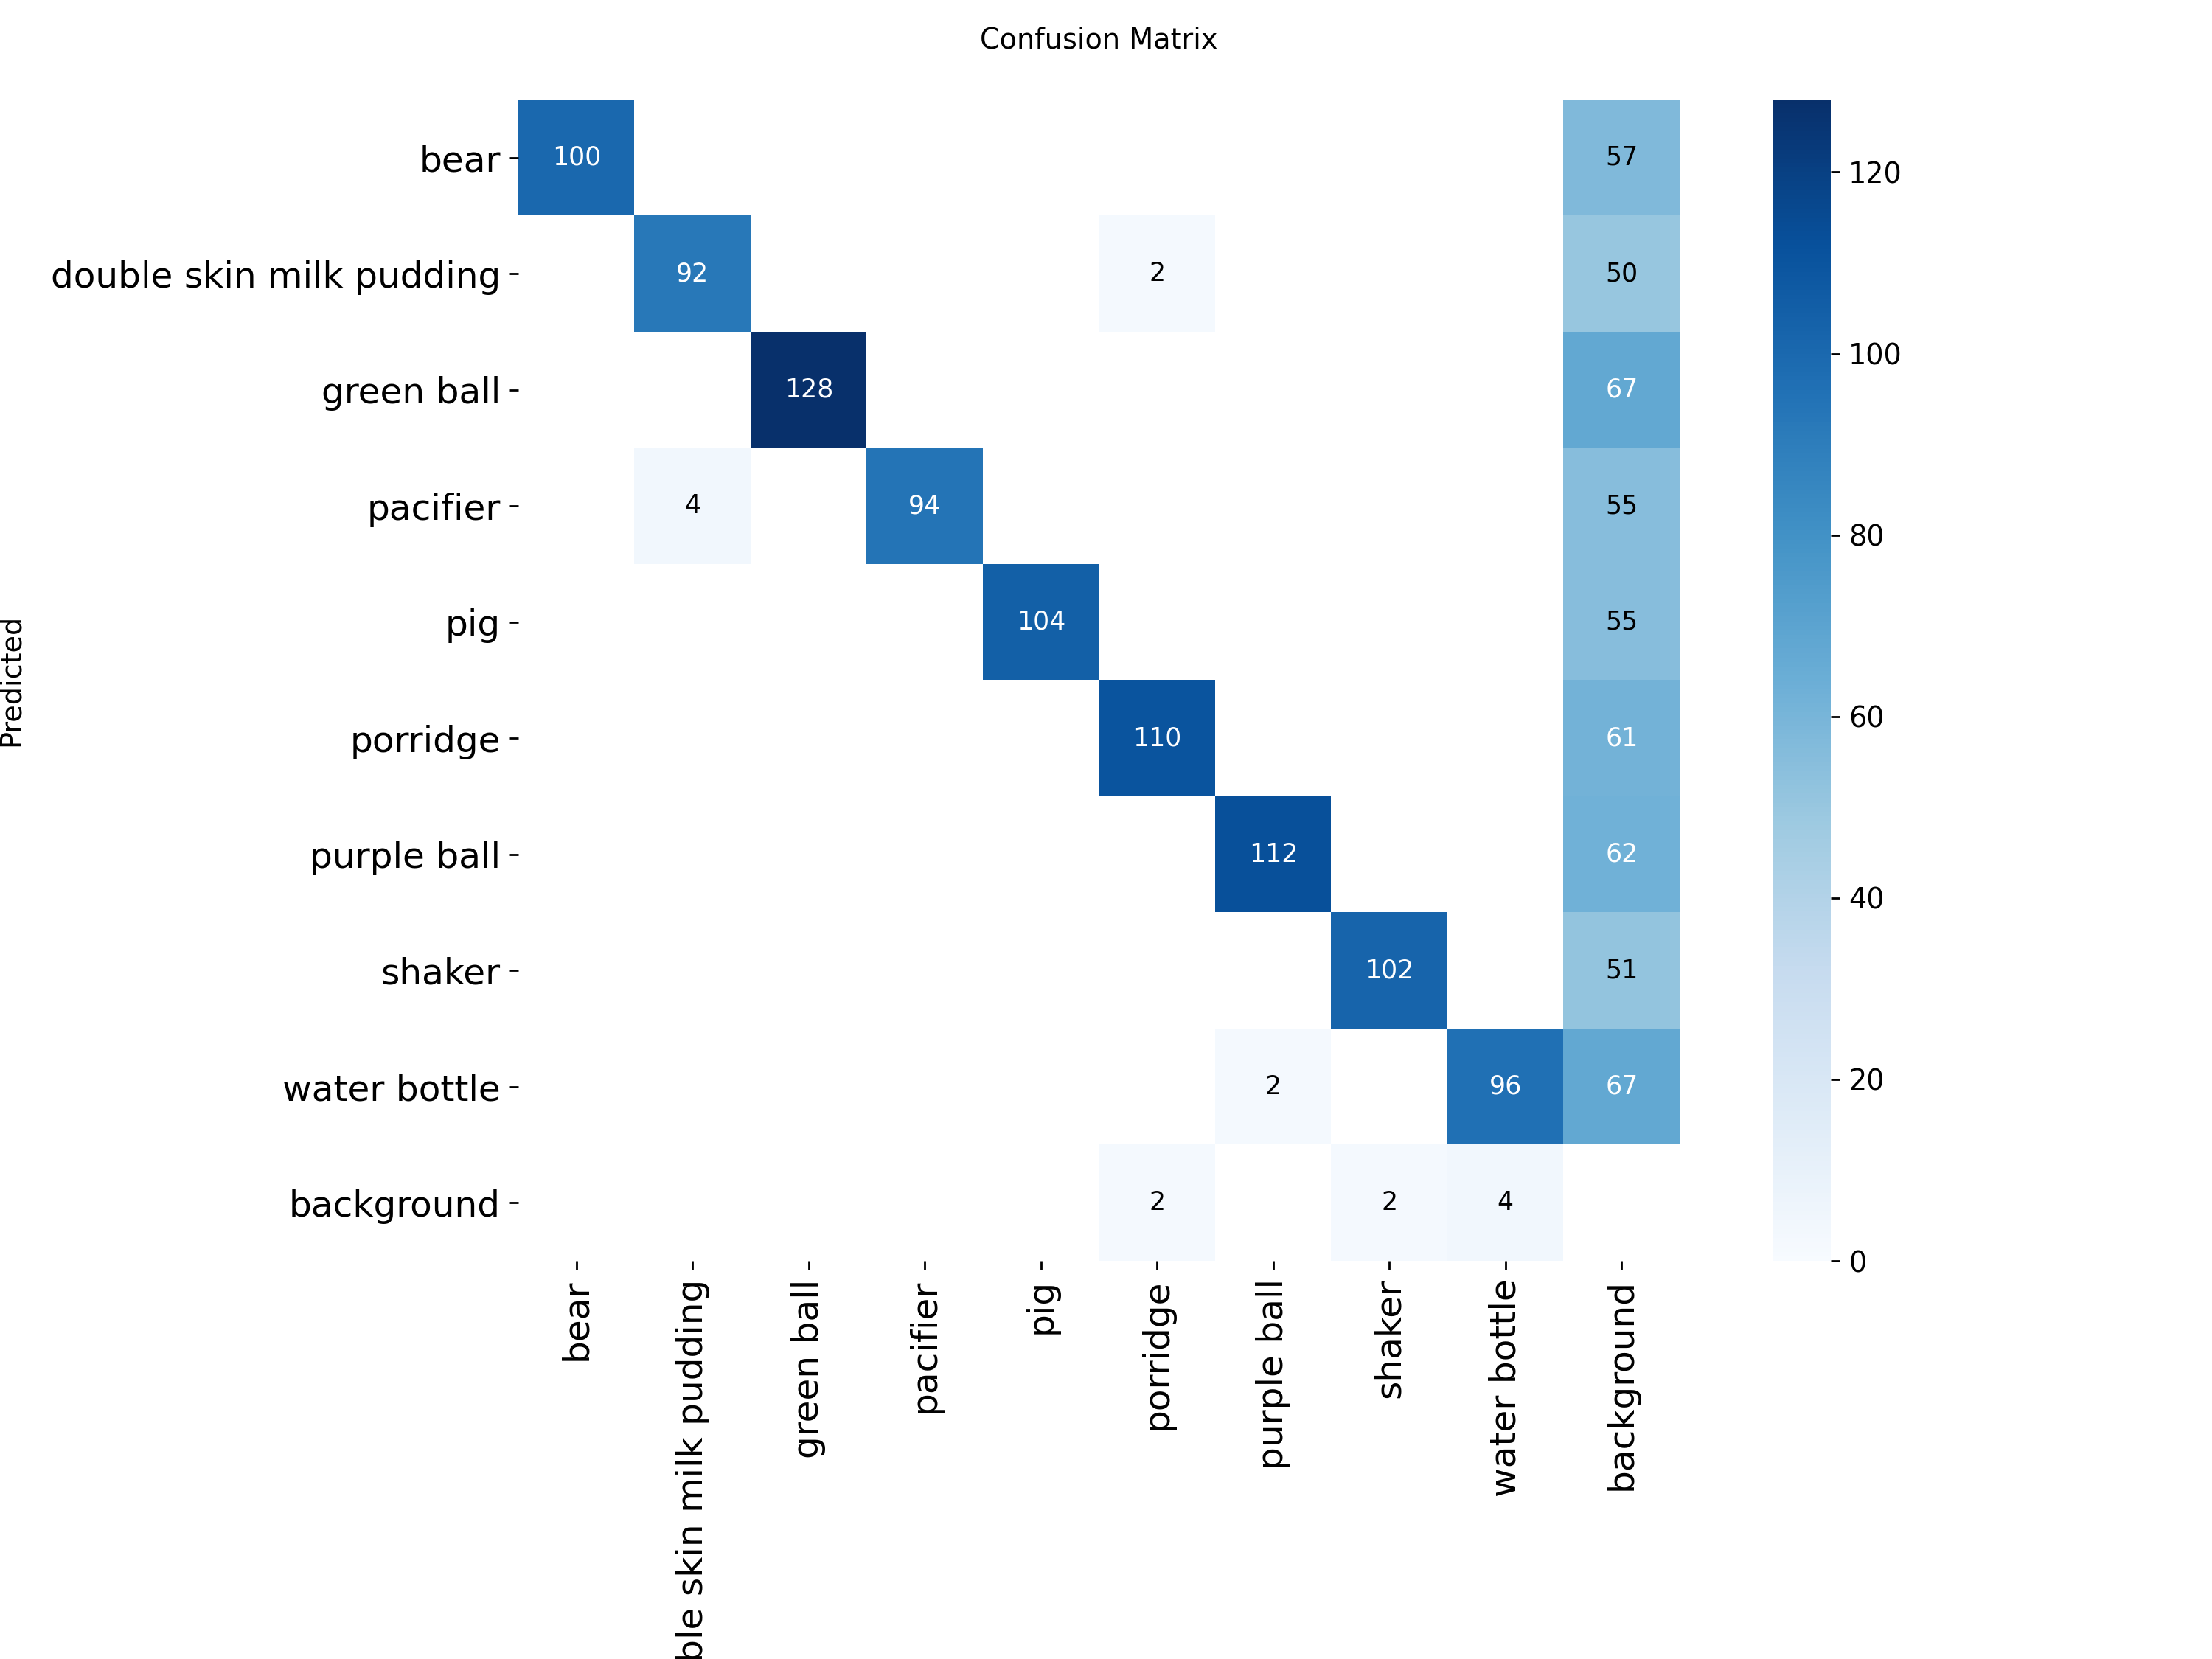 Confusion Matrix
Predicted
bear
100
57
double skin milk pudding
92
2
50
green ball
128
67
pacifier
4
94
55
pig
104
55
porridge
110
61
purple ball
112
62
shaker
102
51
water bottle
2
96
67
background
2
2
4
bear
ble skin milk pudding
green ball
pacifier
pig
porridge
purple ball
shaker
water bottle
background
120
100
80
60
40
20
0